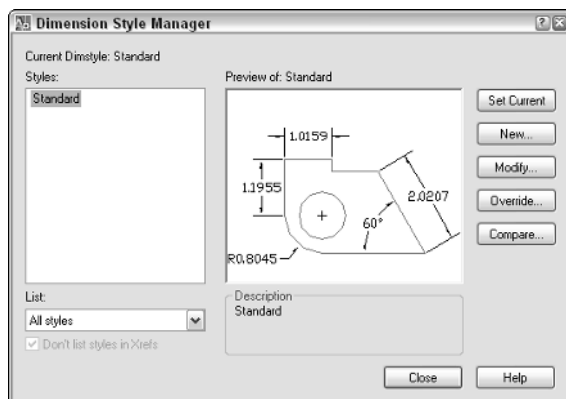 Dimension Style Manager
Current Dimstyle: Standard
Styles:
Standard
Preview of: Standard
1.0159
1.1955
2.0207
60°
R0.8045
Set Current
New...
Modify...
Override...
Compare...
List:
All styles
Don't list styles in Xrefs
Description
Standard
Close
Help